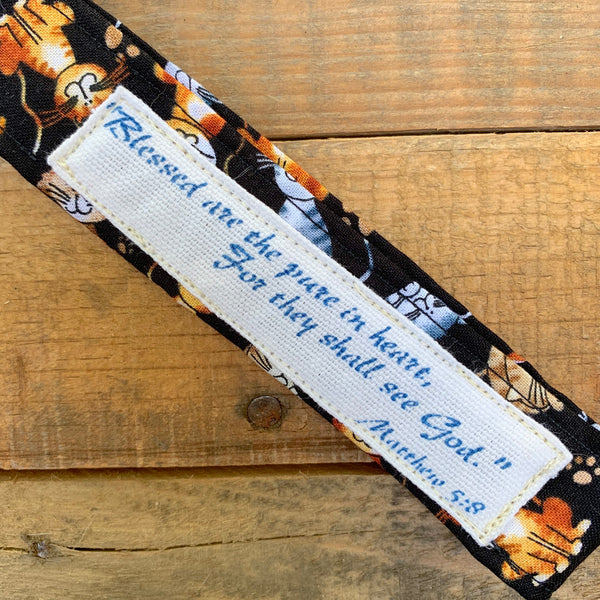 "Blessed are the pure in heart,
For they shall see God."
Matthew 5:8